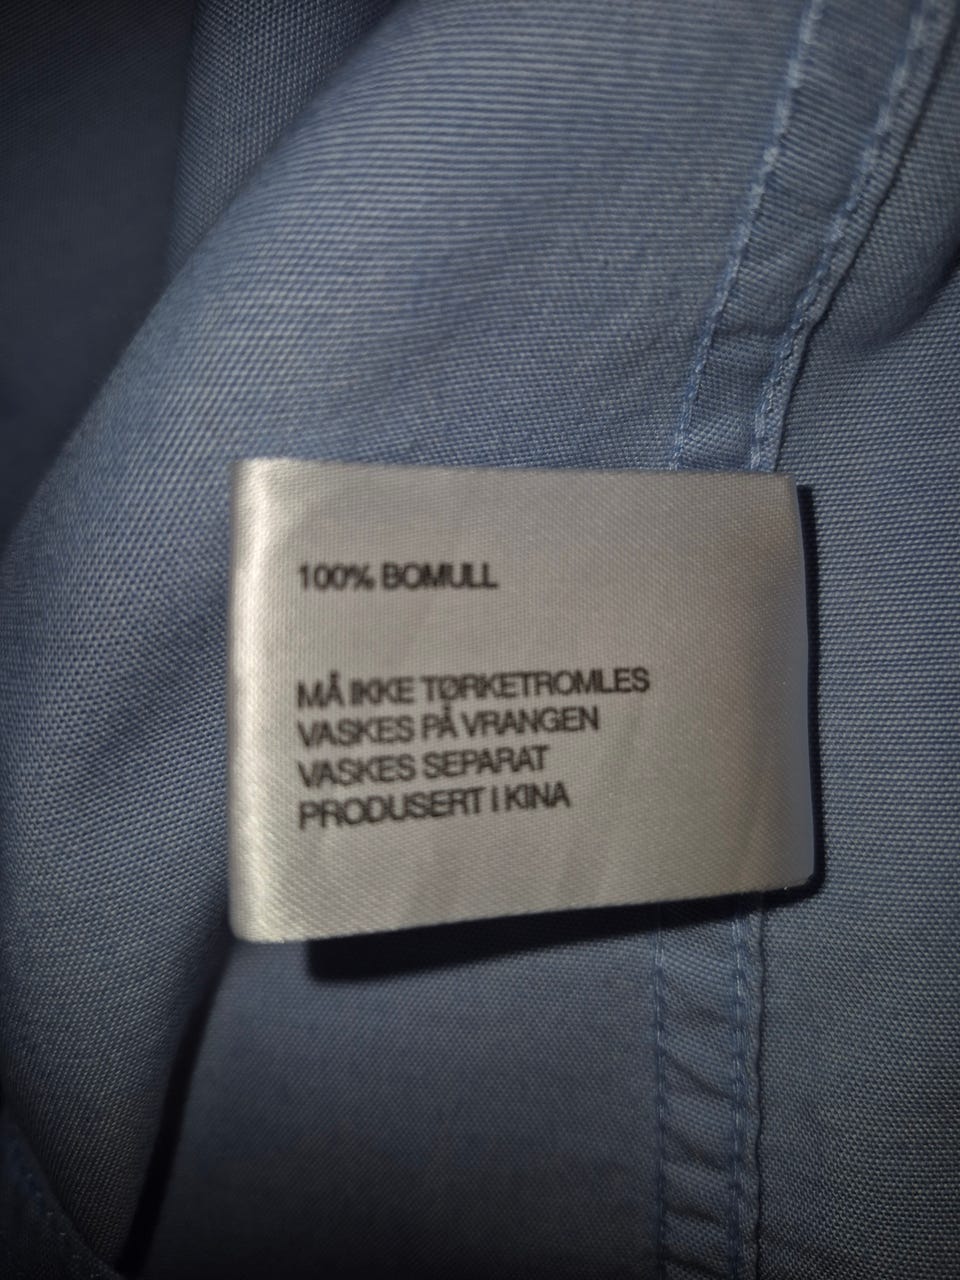 100% BOMULL
MÅ IKKE TØRKETROMLES
VASKES PÅ VRANGEN
VASKES SEPARAT
PRODUSERT I KINA